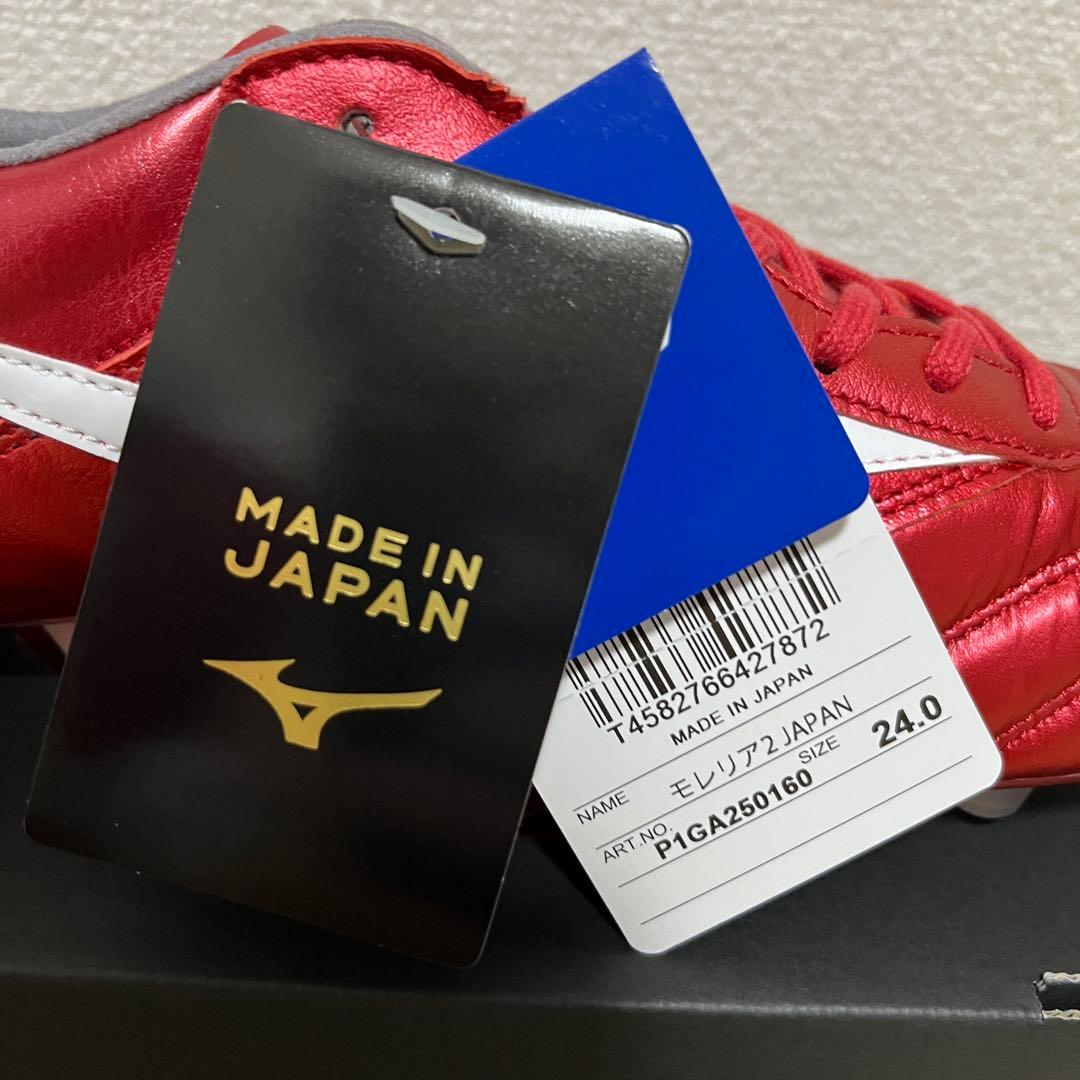 MADE IN
JAPAN
T4582766427872
MADE IN JAPAN
NAME モレリア2 JAPAN
ART.NO. SIZE
P1GA250160 24.0